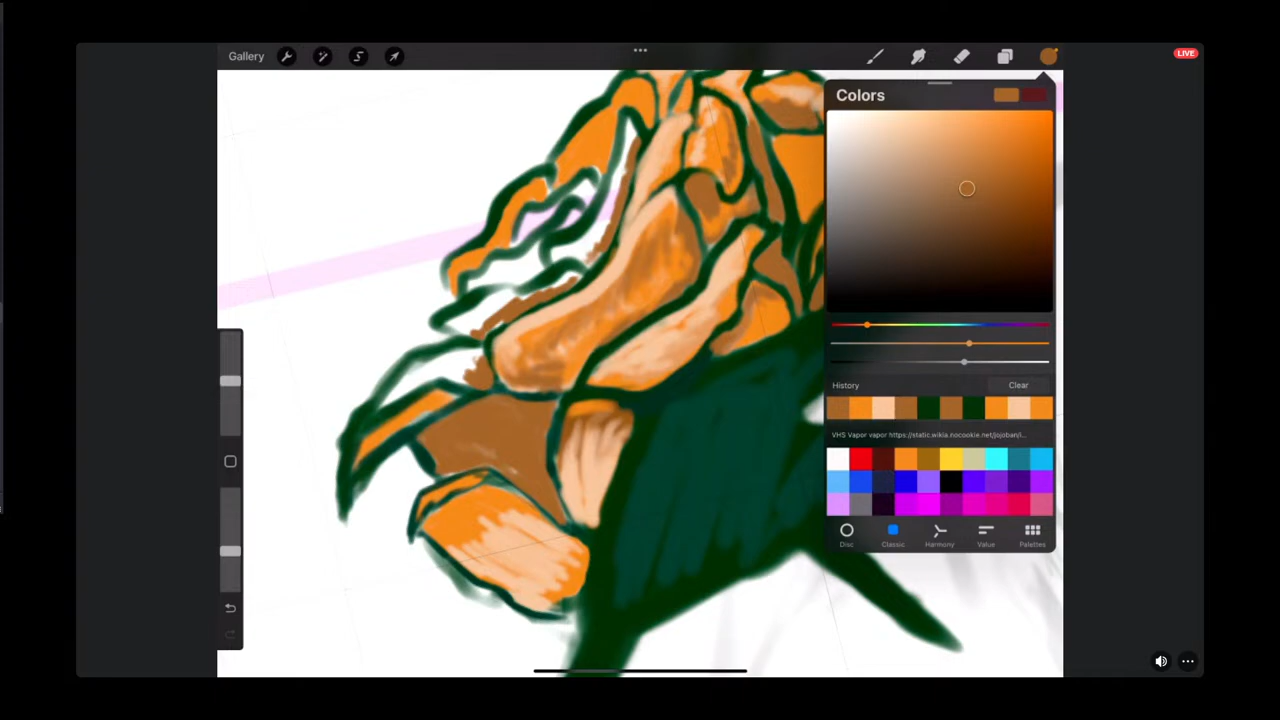 Gallery
LIVE
Colors
History
Clear
VHS Vapor vapor https://static.wikia.nocookie.net/jojoban/i...
Disc
Classic
Harmony
Value
Palettes